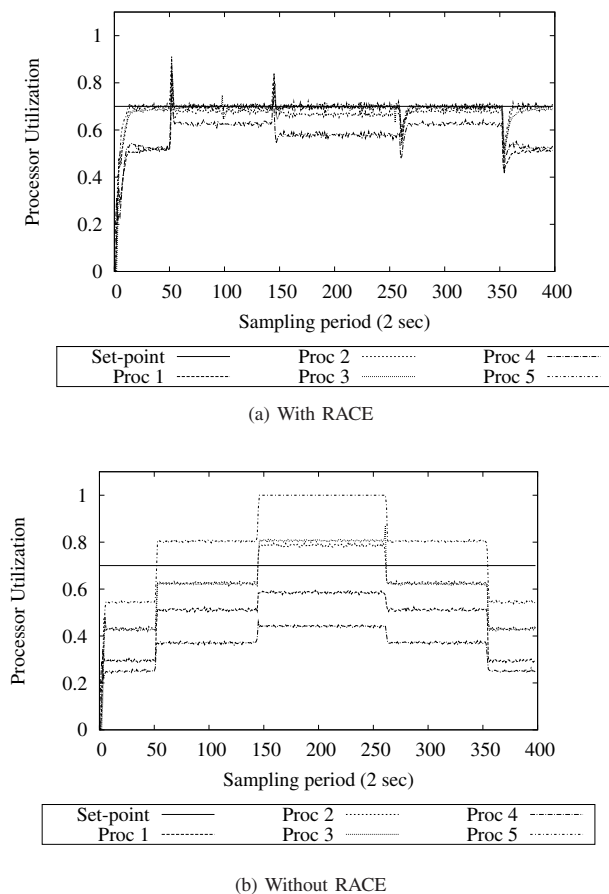 1
0.8
0.6
0.4
0.2
0
Processor Utilization
0 50 100 150 200 250 300 350 400
Sampling period (2 sec)
Set-point Proc 2 Proc 4
Proc 1 Proc 3 Proc 5
(a) With RACE
1
0.8
0.6
0.4
0.2
0
Processor Utilization
0 50 100 150 200 250 300 350 400
Sampling period (2 sec)
Set-point Proc 2 Proc 4
Proc 1 Proc 3 Proc 5
(b) Without RACE